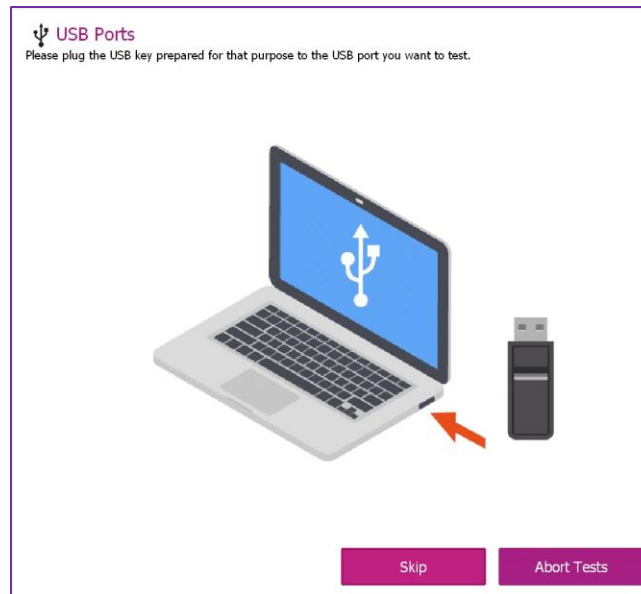 USB Ports
Please plug the USB key prepared for that purpose to the USB port you want to test.
Skip
Abort Tests